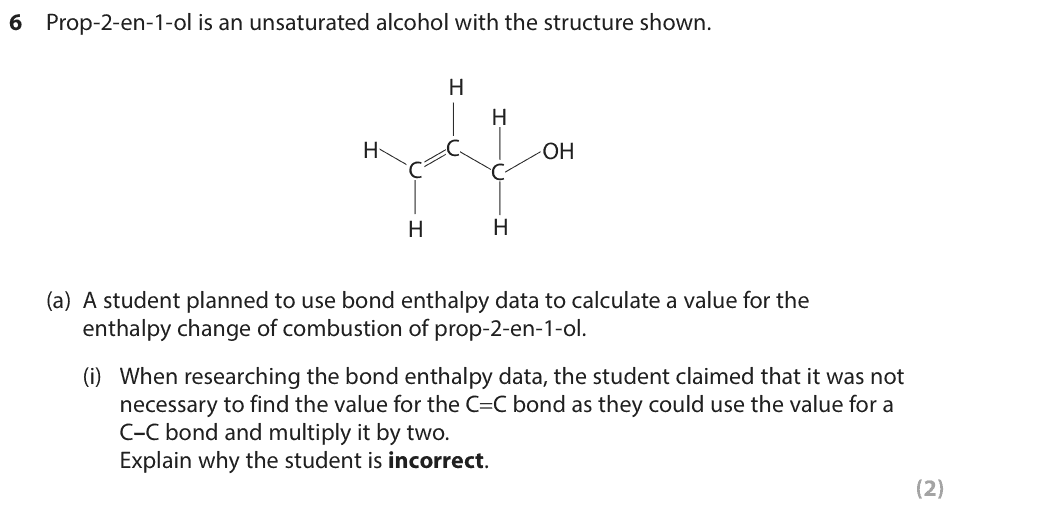 6 Prop-2-en-1-ol is an unsaturated alcohol with the structure shown.
H
H
H
C
C
OH
C
H
H
(a) A student planned to use bond enthalpy data to calculate a value for the
enthalpy change of combustion of prop-2-en-1-ol.
(i) When researching the bond enthalpy data, the student claimed that it was not
necessary to find the value for the C=C bond as they could use the value for a
C–C bond and multiply it by two.
Explain why the student is incorrect.
(2)